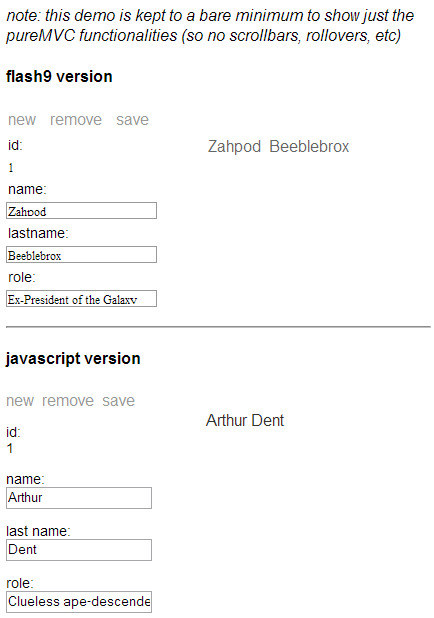 note: this demo is kept to a bare minimum to show just the
pureMVC functionalities (so no scrollbars, rollovers, etc)
flash9 version
new remove save
id:
Zahpod Beeblebrox
1
name:
Zahpod
lastname:
Beeblebrox
role:
Ex-President of the Galaxy
javascript version
new remove save
Arthur Dent
id:
1
name:
Arthur
last name:
Dent
role:
Clueless ape-descende